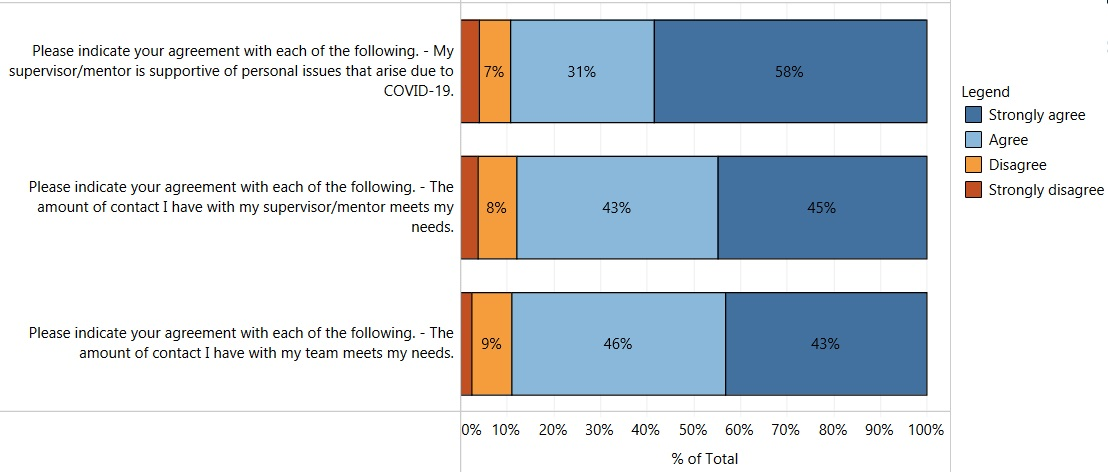 Please indicate your agreement with each of the following. - My
supervisor/mentor is supportive of personal issues that arise due to
COVID-19.
7%
31%
58%
Please indicate your agreement with each of the following. - The
amount of contact I have with my supervisor/mentor meets my
needs.
8%
43%
45%
Please indicate your agreement with each of the following. - The
amount of contact I have with my team meets my needs.
9%
46%
43%
0% 10% 20% 30% 40% 50% 60% 70% 80% 90% 100%
% of Total
Legend
Strongly agree
Agree
Disagree
Strongly disagree